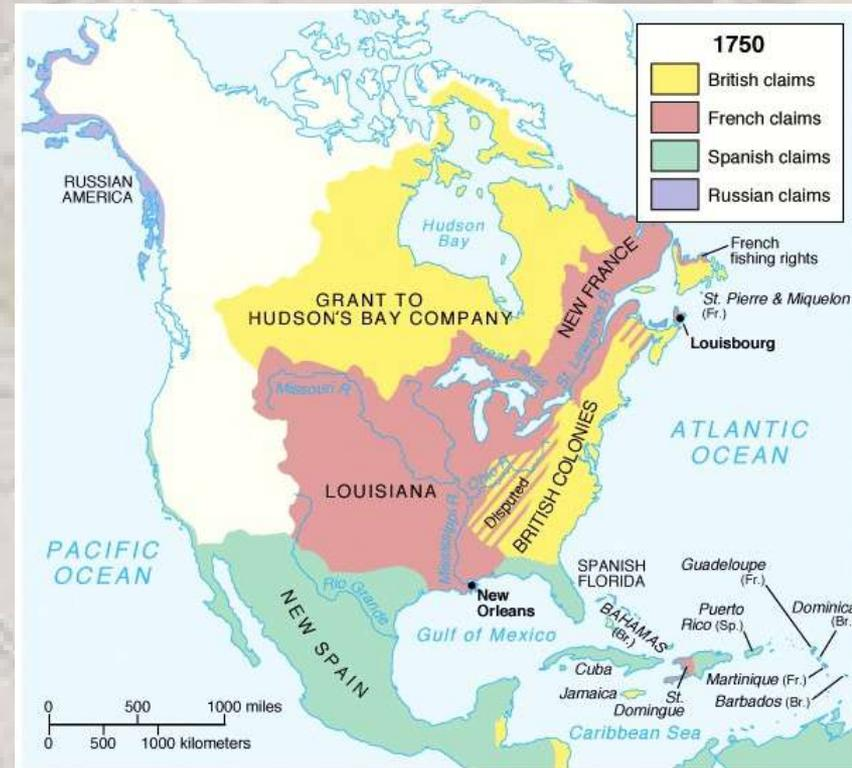 1750
British claims
French claims
Spanish claims
Russian claims
RUSSIAN
AMERICA
Hudson
Bay
French
fishing rights
St. Pierre & Miquelon
(Fr.)
Louisbourg
GRANT TO
HUDSON'S BAY COMPANY
NEW FRANCE
St. Lawrence R.
Great Lakes
Missouri R.
ATLANTIC
OCEAN
LOUISIANA
Ohio R.
Disputed
BRITISH COLONIES
Mississippi R.
PACIFIC
OCEAN
SPANISH
FLORIDA
Guadeloupe
(Fr.)
New
Orleans
Rio Grande
NEW SPAIN
BAHAMAS
(Br.)
Puerto
Rico (Sp.)
Dominica
(Br.
Gulf of Mexico
Cuba
Martinique (Fr.)
Jamaica
St.
Domingue
Barbados (Br.)
Caribbean Sea
0 500 1000 miles
0 500 1000 kilometers